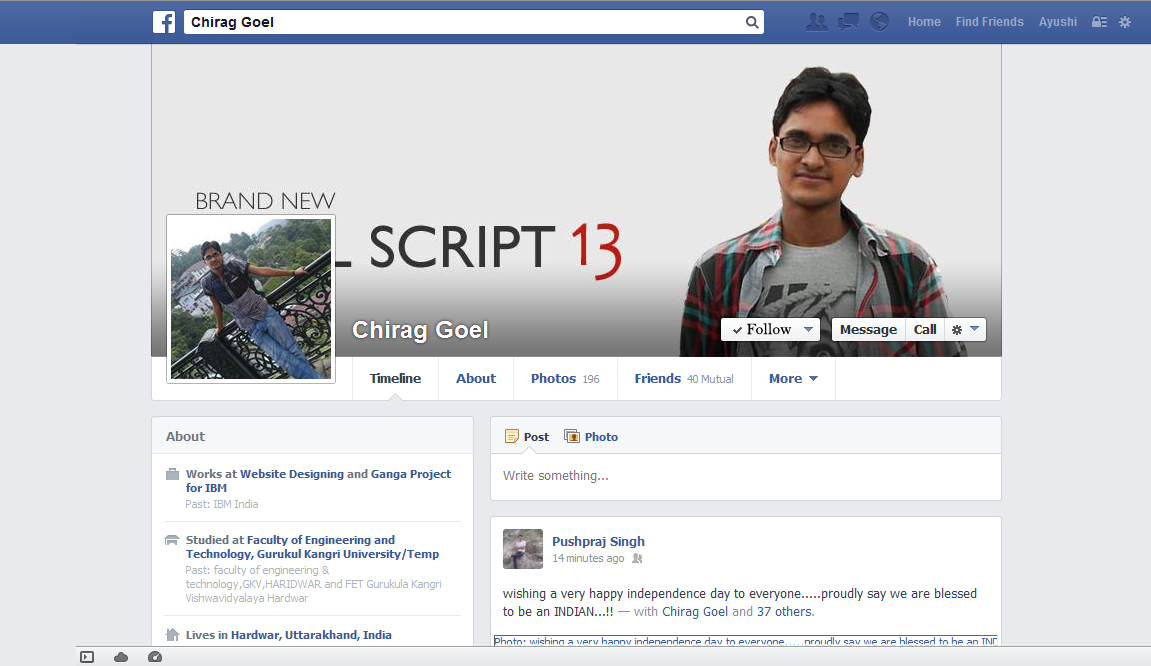 f
Chirag Goel
Home Find Friends Ayushi
BRAND NEW
L SCRIPT 13
Chirag Goel
Follow Message Call
Timeline About Photos 196 Friends 40 Mutual More
About
Works at Website Designing and Ganga Project
for IBM
Past: IBM India
Studied at Faculty of Engineering and
Technology, Gurukul Kangri University/Temp
Past: faculty of engineering &
technology,GKV,HARIDWAR and FET Gurukula Kangri
Vishwavidyalaya Hardwar
Lives in Hardwar, Uttarakhand, India
Post Photo
Write something...
Pushpraj Singh
14 minutes ago
wishing a very happy independence day to everyone.....proudly say we are blessed
to be an INDIAN...!! — with Chirag Goel and 37 others.
Photo: wishing a very happy independence day to everyone.....proudly say we are blessed to be an IND